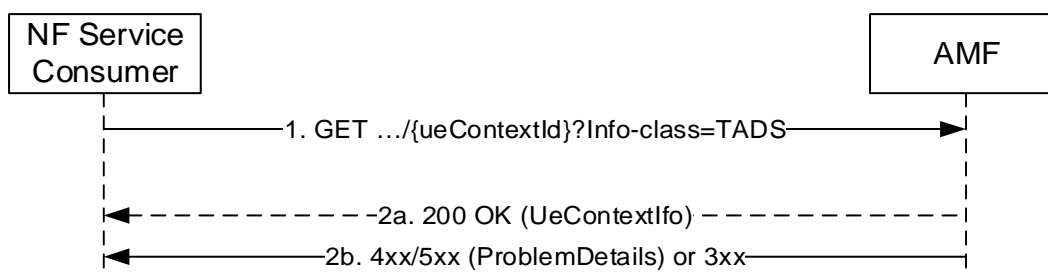 NF Service
Consumer
AMF
1. GET …/{ueContextId}?Info-class=TADS
2a. 200 OK (UeContextIfo)
2b. 4xx/5xx (ProblemDetails) or 3xx